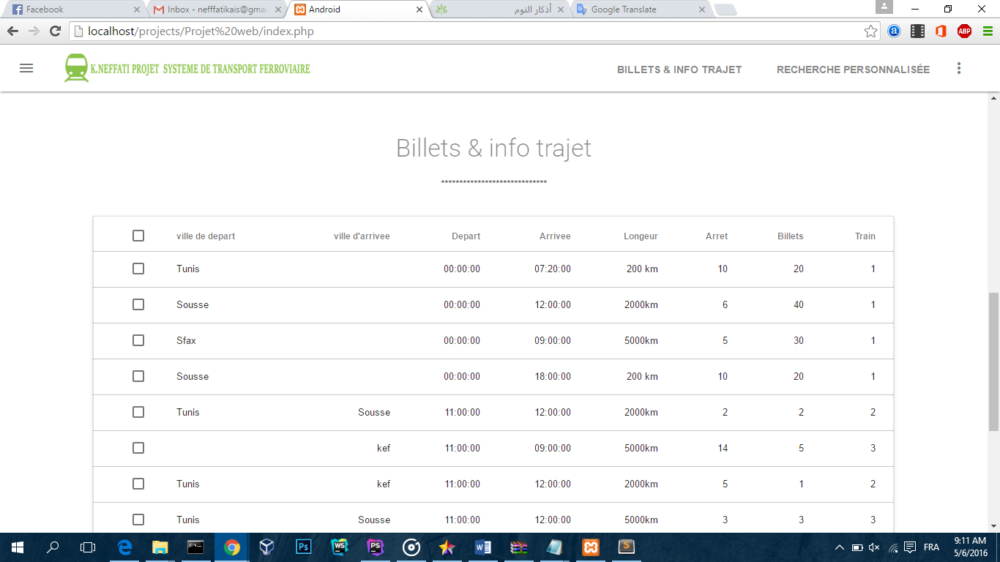 Facebook
Inbox - nefffatikais@gmai
Android
أذكار النوم
Google Translate
localhost/projects/Projet%20web/index.php
a
ABP
K.NEFFATI PROJET SYSTEME DE TRANSPORT FERROVIAIRE
BILLETS & INFO TRAJET
RECHERCHE PERSONNALISÉE
Billets & info trajet
*****************************
ville de depart ville d'arrivee Depart Arrivee Longeur Arret Billets Train
Tunis 00:00:00 07:20:00 200 km 10 20 1
Sousse 00:00:00 12:00:00 2000km 6 40 1
Sfax 00:00:00 09:00:00 5000km 5 30 1
Sousse 00:00:00 18:00:00 200 km 10 20 1
Tunis Sousse 11:00:00 12:00:00 2000km 2 2 2
kef 11:00:00 09:00:00 5000km 14 5 3
Tunis kef 11:00:00 12:00:00 2000km 5 1 2
Tunis Sousse 11:00:00 12:00:00 5000km 3 3 3
Ps
WS
PS
W
S
FRA
9:11 AM
5/6/2016